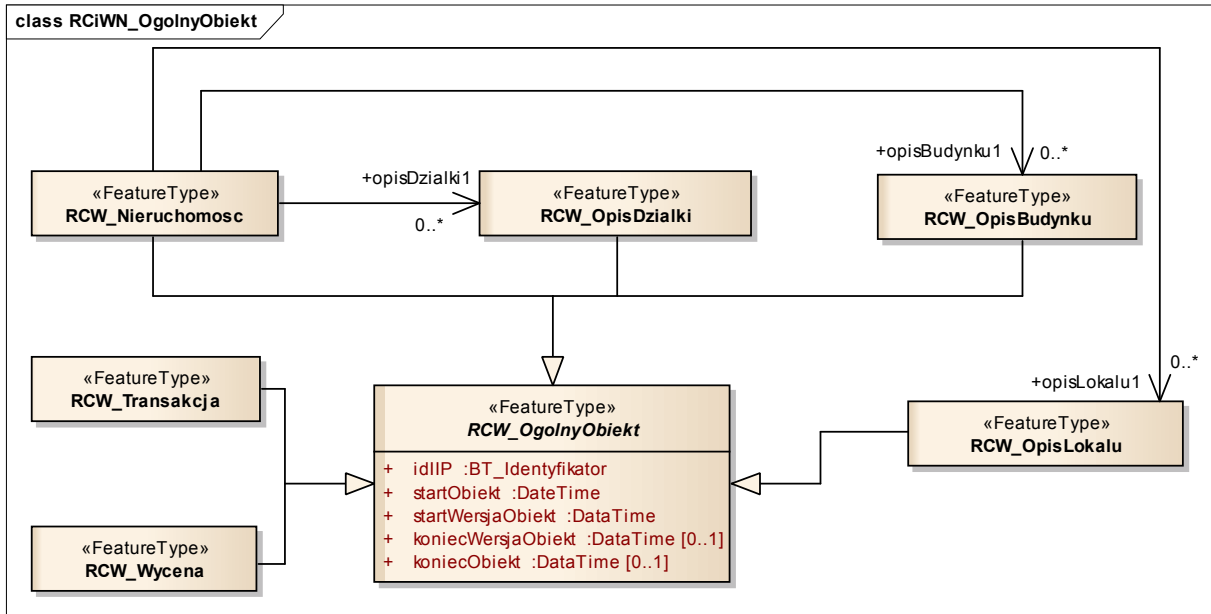 class RCiWN_OgolnyObiekt
+opisBudynku1
0..*
+opisDzialki1
0..*
«FeatureType»
RCW_Nieruchomosc
«FeatureType»
RCW_OpisDzialki
«FeatureType»
RCW_OpisBudynku
«FeatureType»
RCW_Transakcja
0..*
+opisLokalu1
«FeatureType»
RCW_OgolnyObiekt
+ idIIP :BT_Identyfikator
+ startObiekt :DateTime
+ startWersjaObiekt :DataTime
+ koniecWersjaObiekt :DataTime [0..1]
+ koniecObiekt :DataTime [0..1]
«FeatureType»
RCW_OpisLokalu
«FeatureType»
RCW_Wycena